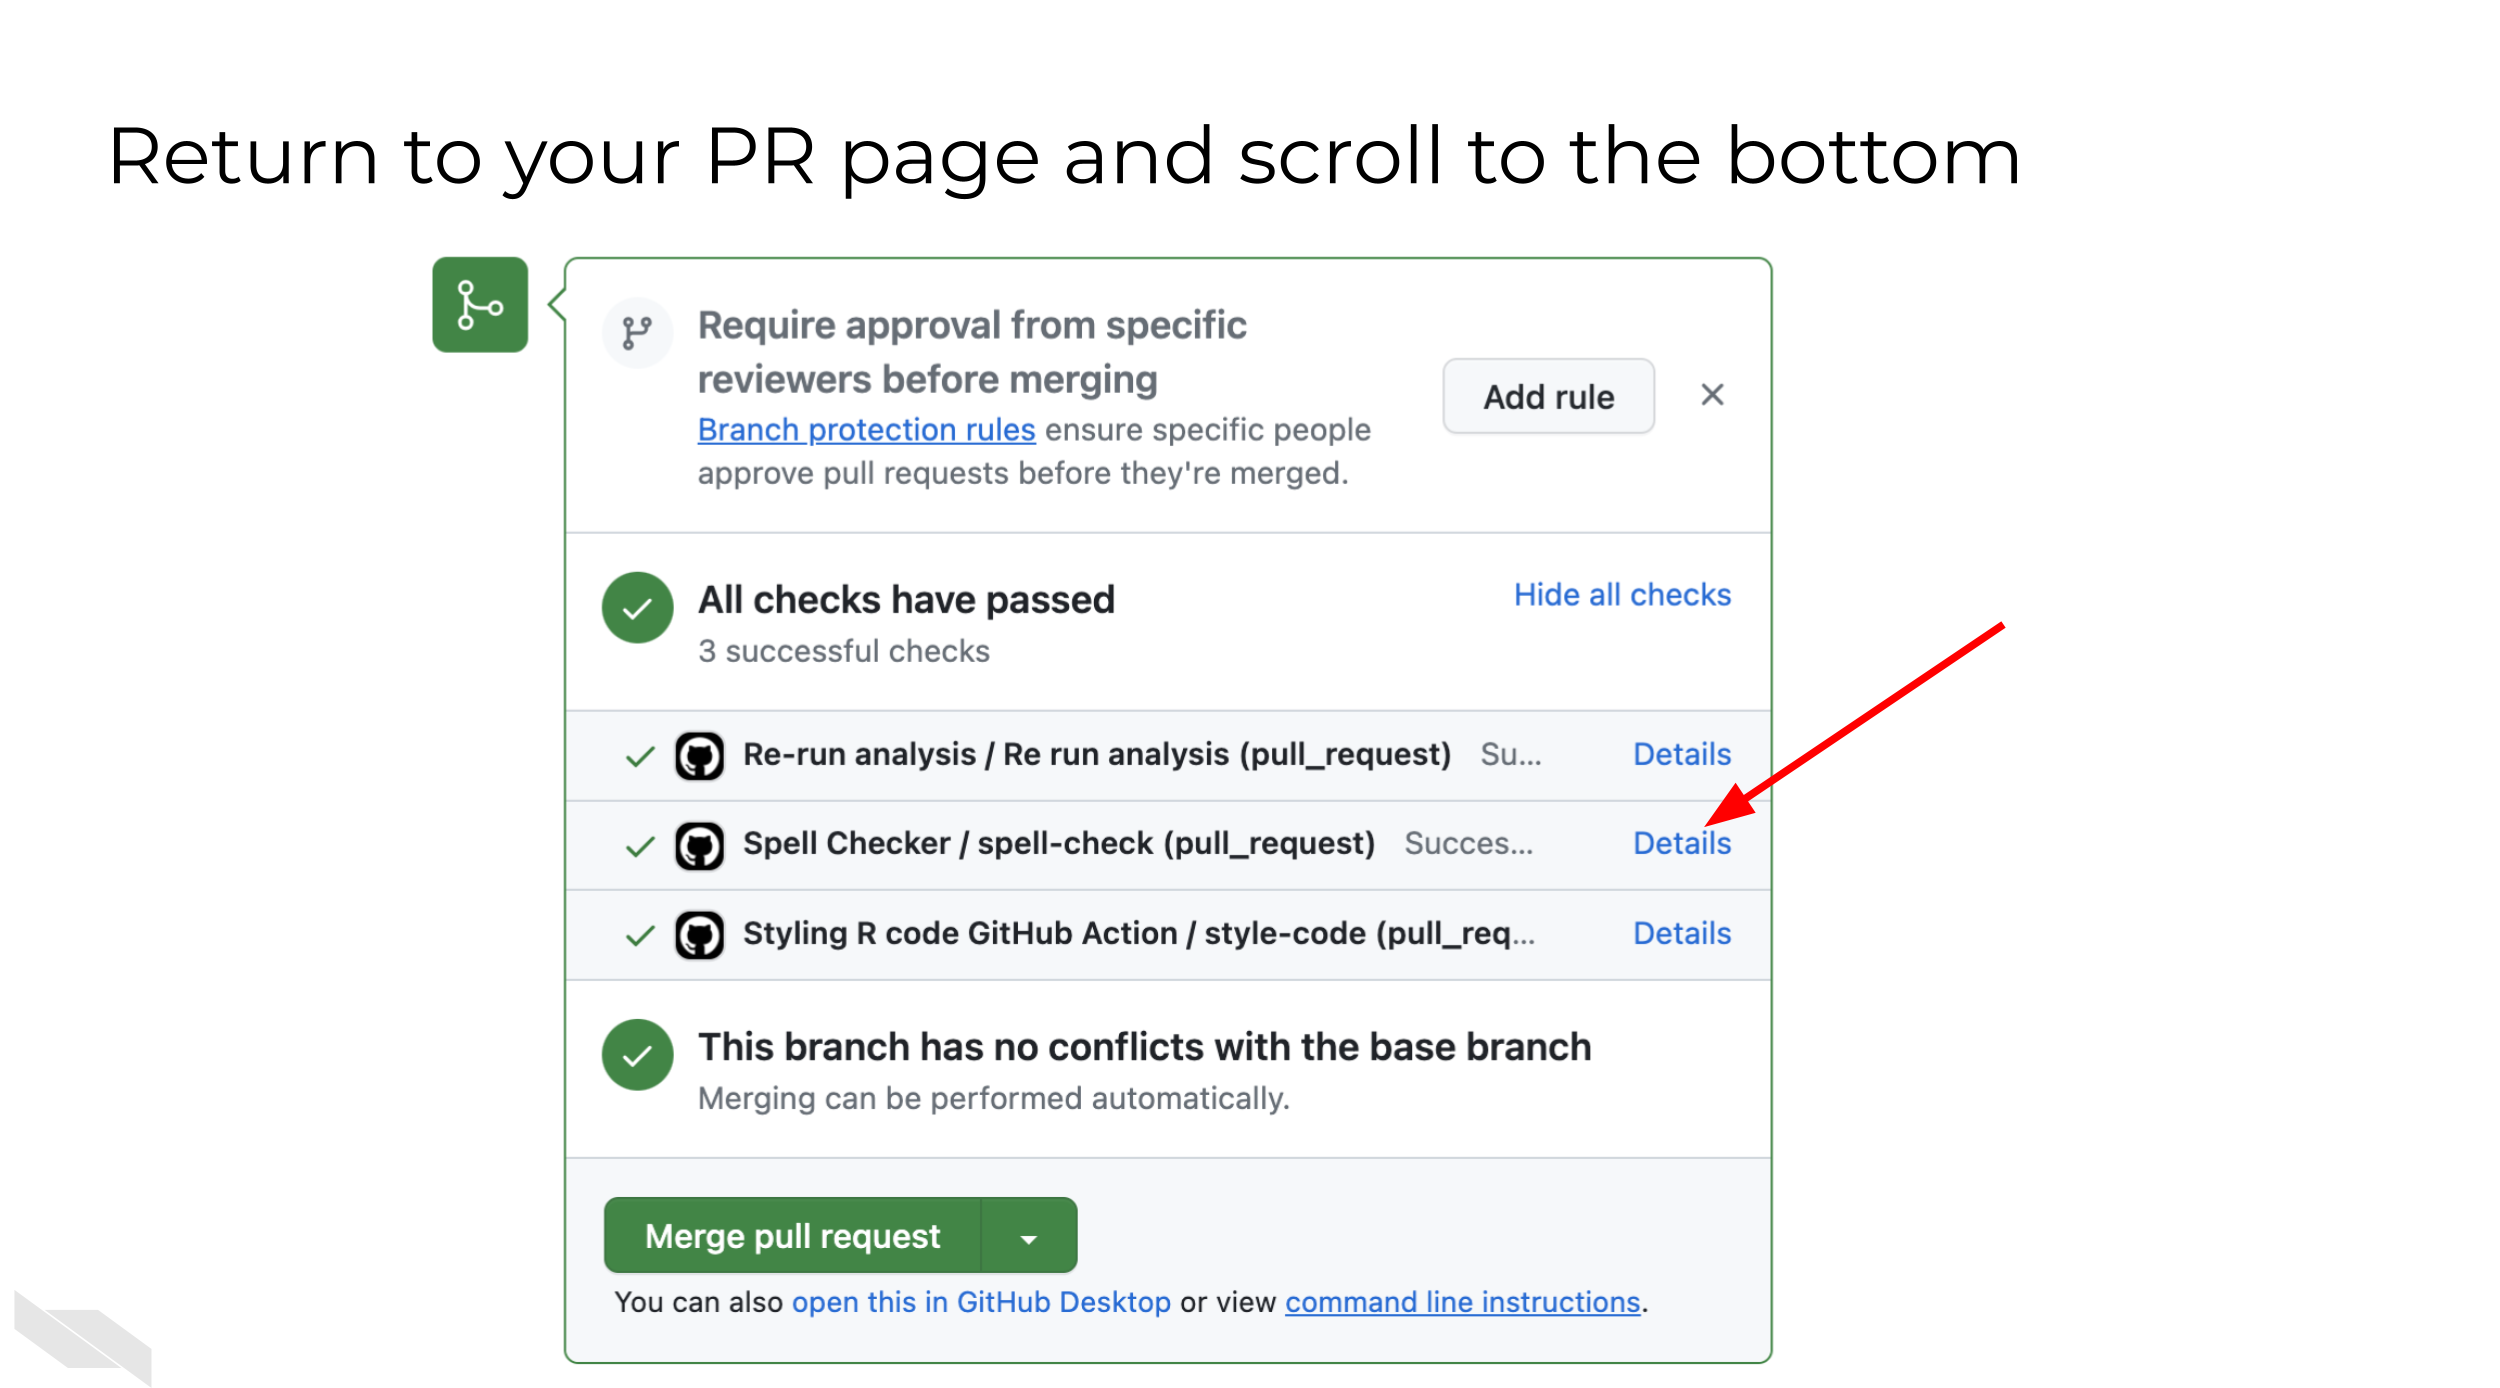 Return to your PR page and scroll to the bottom
Require approval from specific
reviewers before merging
Branch protection rules ensure specific people
approve pull requests before they're merged.
Add rule
All checks have passed
Hide all checks
3 successful checks
Re-run analysis / Re run analysis (pull_request) Su... Details
Spell Checker / spell-check (pull_request) Succes... Details
Styling R code GitHub Action / style-code (pull_req... Details
This branch has no conflicts with the base branch
Merging can be performed automatically.
Merge pull request
You can also open this in GitHub Desktop or view command line instructions.